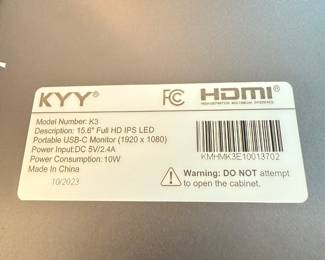 KYY® FC HDMI®
HIGH-DEFINITION MULTIMEDIA INTERFACE
Model Number: K3
Description: 15.6" Full HD IPS LED
Portable USB-C Monitor (1920 x 1080)
Power Input:DC 5V/2.4A
Power Consumption:10W
Made In China
10/2023
KMHMK3E10013702
Warning: DO NOT attempt
to open the cabinet.